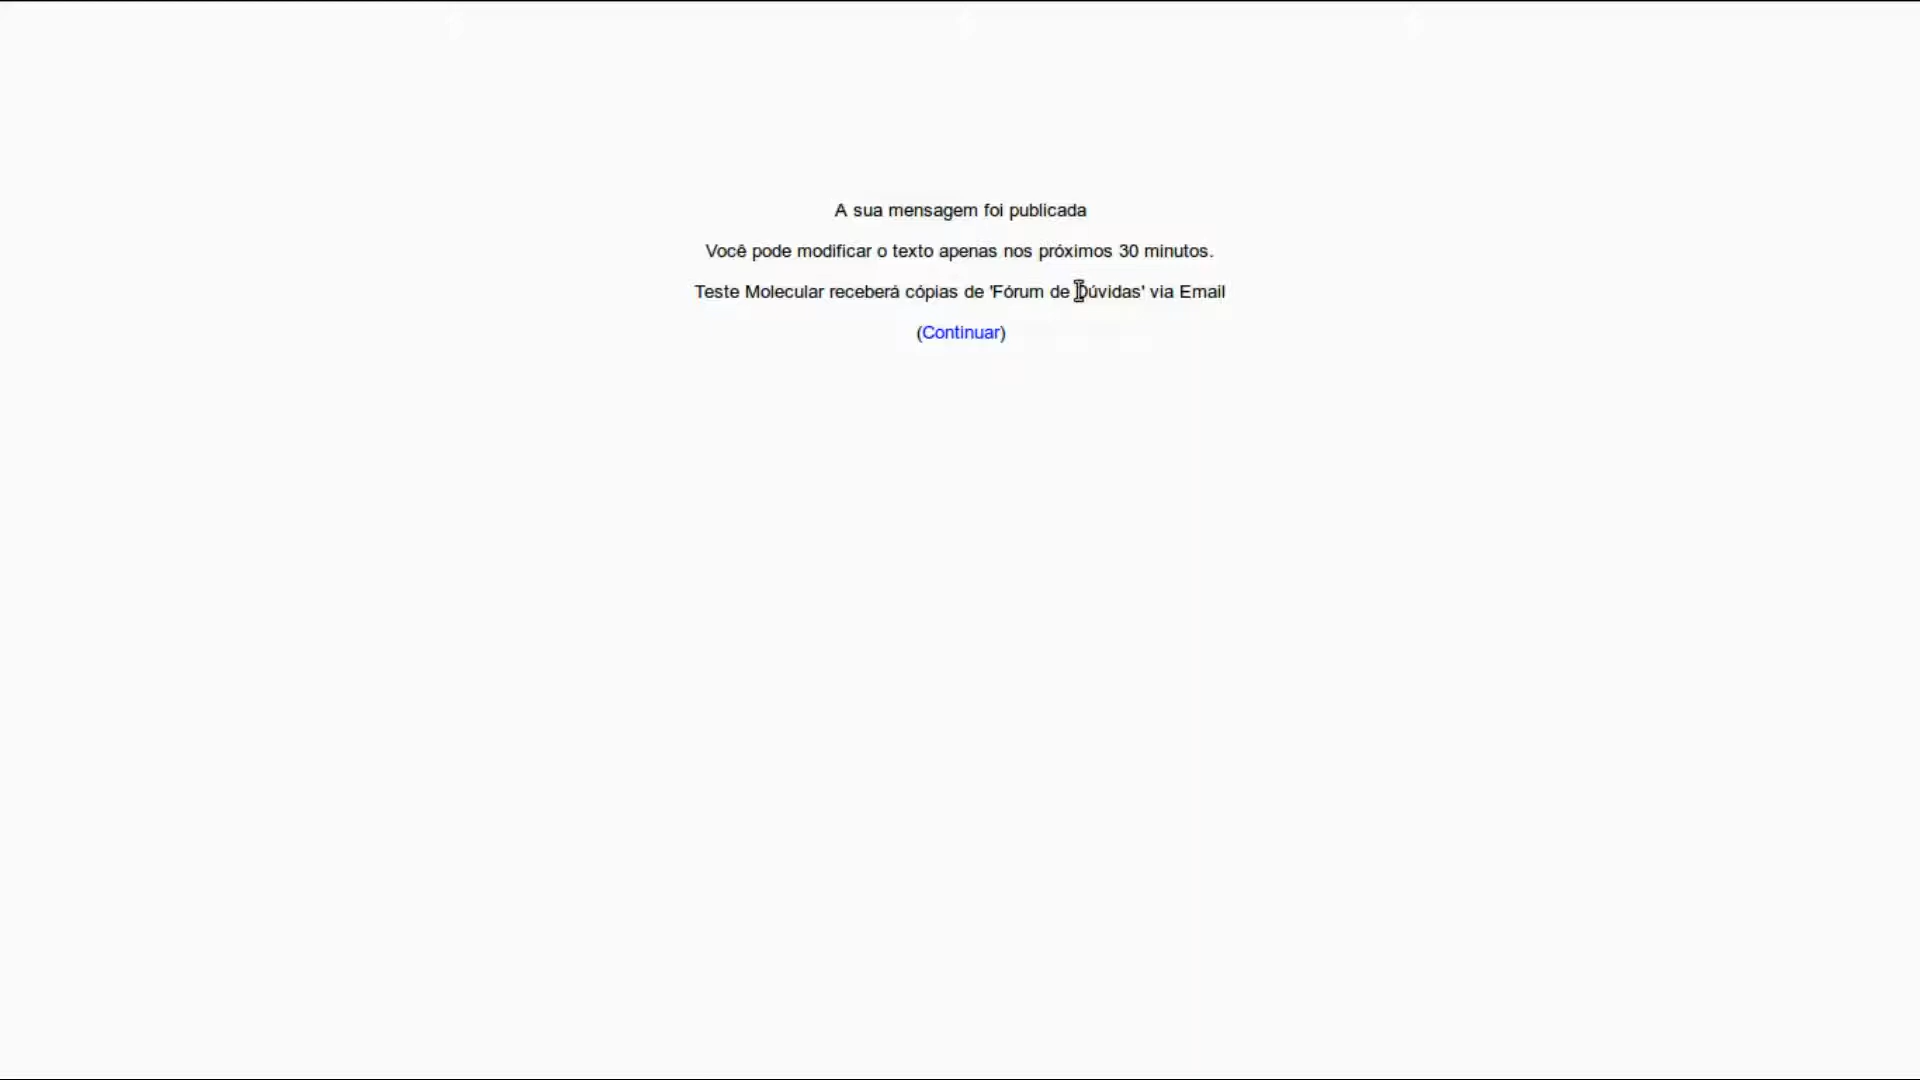 A sua mensagem foi publicada
Você pode modificar o texto apenas nos próximos 30 minutos.
Teste Molecular receberá cópias de 'Fórum de Dúvidas' via Email
(Continuar)